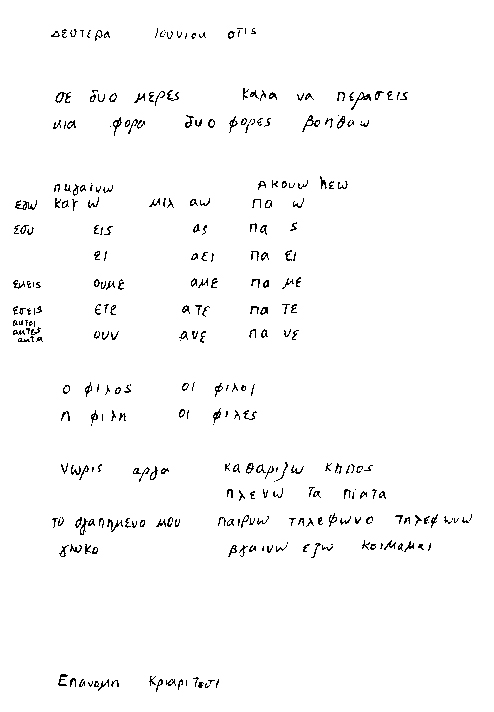 Δευτερα Ιουνιου στις
σε δυο μερες καλα να περασεις
μια φορα δυο φορες βοηθαω
πηγαινω Ακουω λεω
εγω καν ω μιλ αω πα ω
εσυ εις ας πα ς
ει αει πα ει
εμεις ουμε αμε πα με
εσεις ετε ατε πα τε
αυτοι
αυτες ουν ανε πα νε
αυτα
ο φιλος οι φιλοι
η φιλη οι φιλες
νωρις αργα καθαριζω κηπος
πλενω τα πιατα
το αγαπημενο μου παιρνω τηλεφωνο τηλεφωνω
γλυκο βγαινω εξω κοιμαμαι
Επανομη